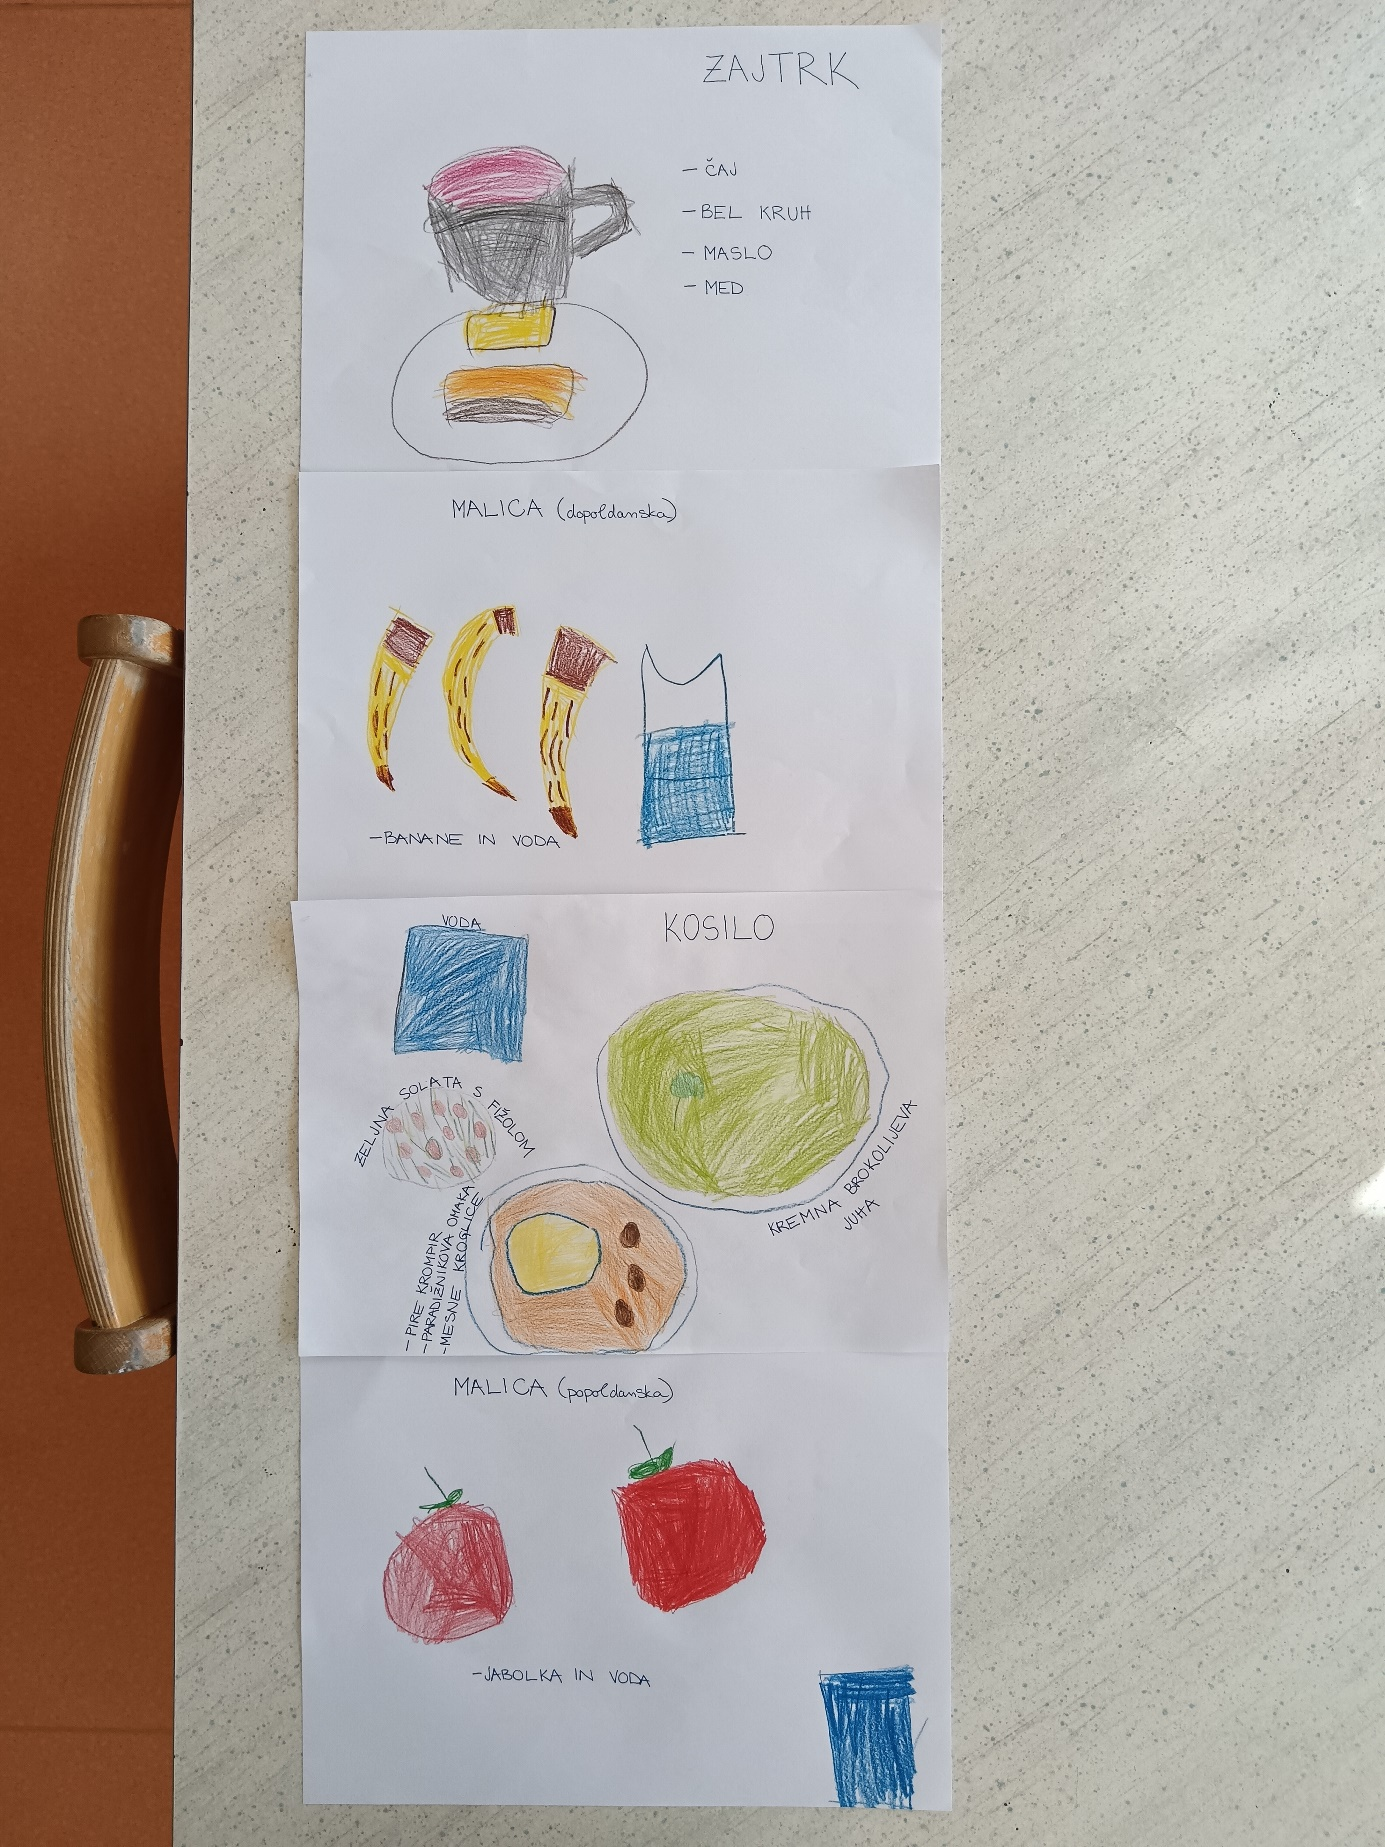 ZAJTRK
- ČAJ
- BEL KRUH
- MASLO
- MED
MALICA (dopoldanska)
- BANANE IN VODA
VODA
KOSILO
ZELJNA SOLATA S FIŽOLOM
KREMNA BROKOLIJEVA
JUHA
- PIRE KROMPIR
- PARADIŽNIKOVA OMAKA
- MESNE KROGLICE
MALICA (popoldanska)
- JABOLKA IN VODA